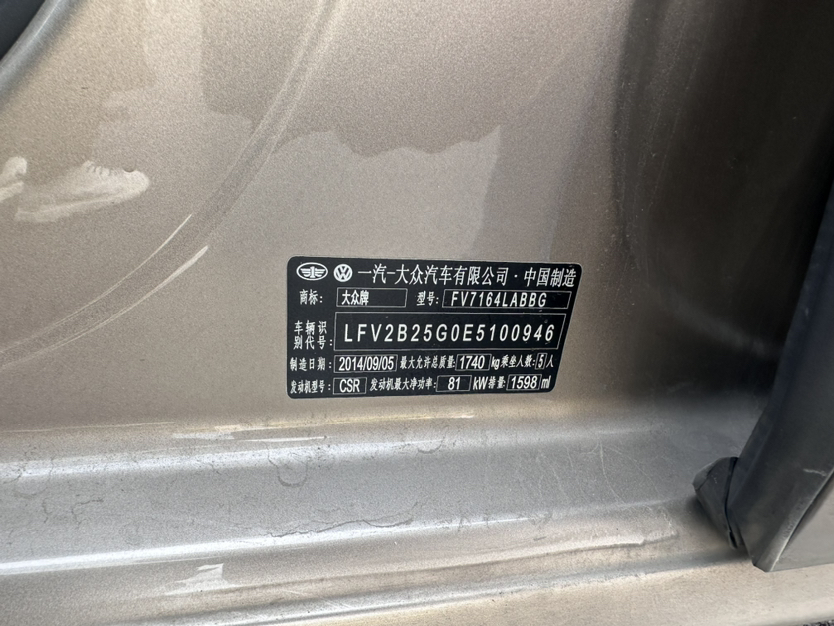 一汽-大众汽车有限公司·中国制造
商标: 大众牌 型号: FV7164LABBG
车辆识
别代号: LFV2B25G0E5100946
制造日期: 2014/09/05 最大允许总质量: 1740 kg 乘坐人数: 5 人
发动机型号: CSR 发动机最大净功率: 81 kW 排量: 1598 ml